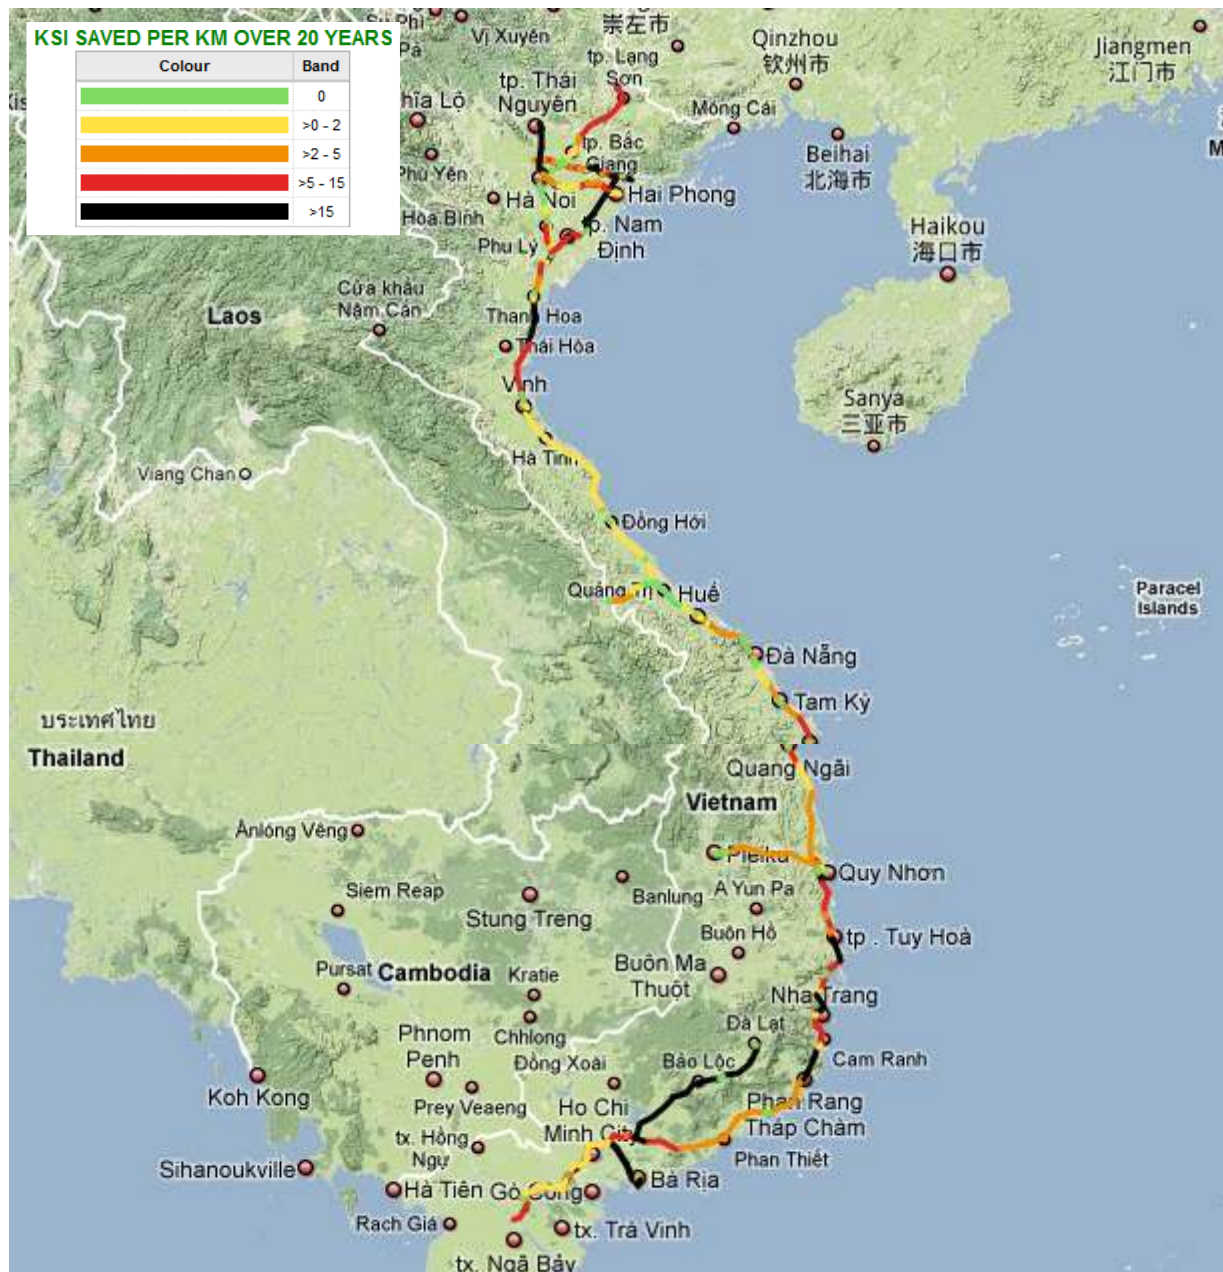 KSI SAVED PER KM OVER 20 YEARS
Colour Band
0
>0 - 2
>2 - 5
>5 - 15
>15
Vị Xuyên
崇左市
tp. Lạng
Sơn
Qinzhou
钦州市
Jiangmen
江门市
tp. Thái
Nguyên
Móng Cái
Beihai
北海市
tp. Bắc
Giang
Phù Yên
Hà Noi
Hai Phong
Hòa Bình
Phu Lý
Nam
Định
Haikou
海口市
Cửa khẩu
Nậm Cắn
Laos
Thanh Hoa
Thái Hòa
Vinh
Sanya
三亚市
Hà Tinh
Viang Chan
Đồng Hới
Quảng Trị
Huế
Paracel
Islands
Đà Nẵng
Tam Kỳ
ประเทศไทย
Thailand
Quang Ngãi
Vietnam
Ânlóng Vêng
Pleiku
Quy Nhơn
Siem Reap
Banlung
A Yun Pa
Stung Treng
Buôn Hồ
tp . Tuy Hoà
Pursat
Cambodia
Kratie
Buôn Ma
Thuột
Nha Trang
Chhlong
Đà Lạt
Phnom
Penh
Đồng Xoài
Bảo Lộc
Cam Ranh
Koh Kong
Prey Veaeng
Ho Chi
Minh City
Phan Rang
Tháp Chàm
tx. Hồng
Ngự
Phan Thiết
Sihanoukville
Hà Tiên
Gò Công
Bà Rịa
Rach Giá
tx. Trà Vinh
tx. Ngã Bảy